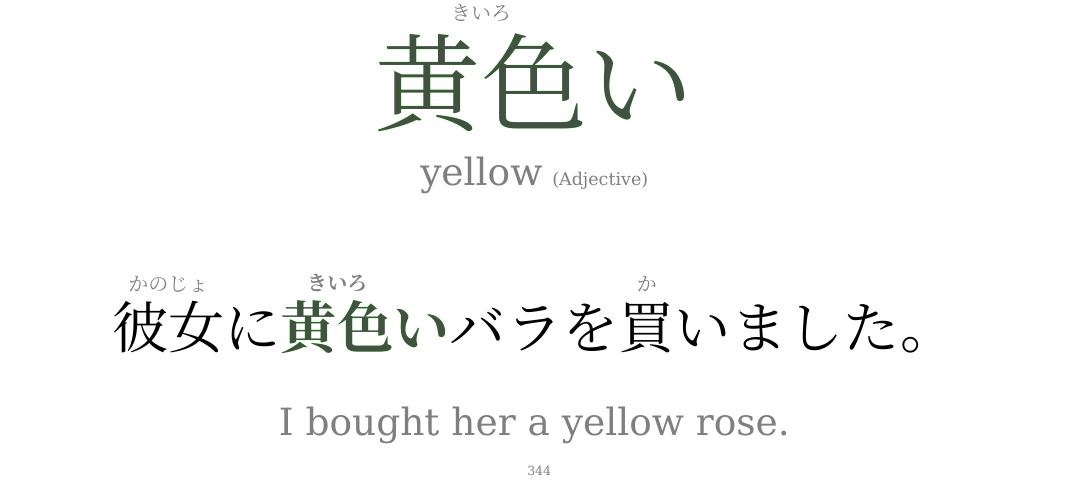 きいろ
黄色い
yellow (Adjective)
かのじょ きいろ か
彼女に黄色いバラを買いました。
I bought her a yellow rose.
344